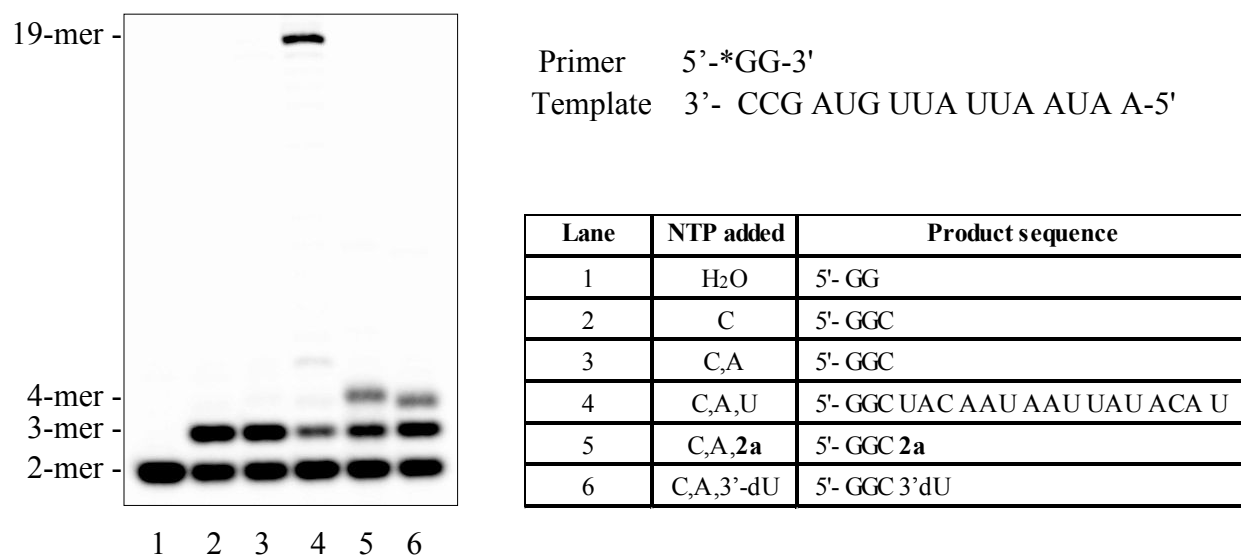 19-mer -
4-mer -
3-mer -
2-mer -
1 2 3 4 5 6
Primer 5’-*GG-3'
Template 3’- CCG AUG UUA UUA AUA A-5'
Lane NTP added Product sequence
1 H2O 5'- GG
2 C 5'- GGC
3 C,A 5'- GGC
4 C,A,U 5'- GGC UAC AAU AAU UAU ACA U
5 C,A,2a 5'- GGC 2a
6 C,A,3’-dU 5'- GGC 3’dU